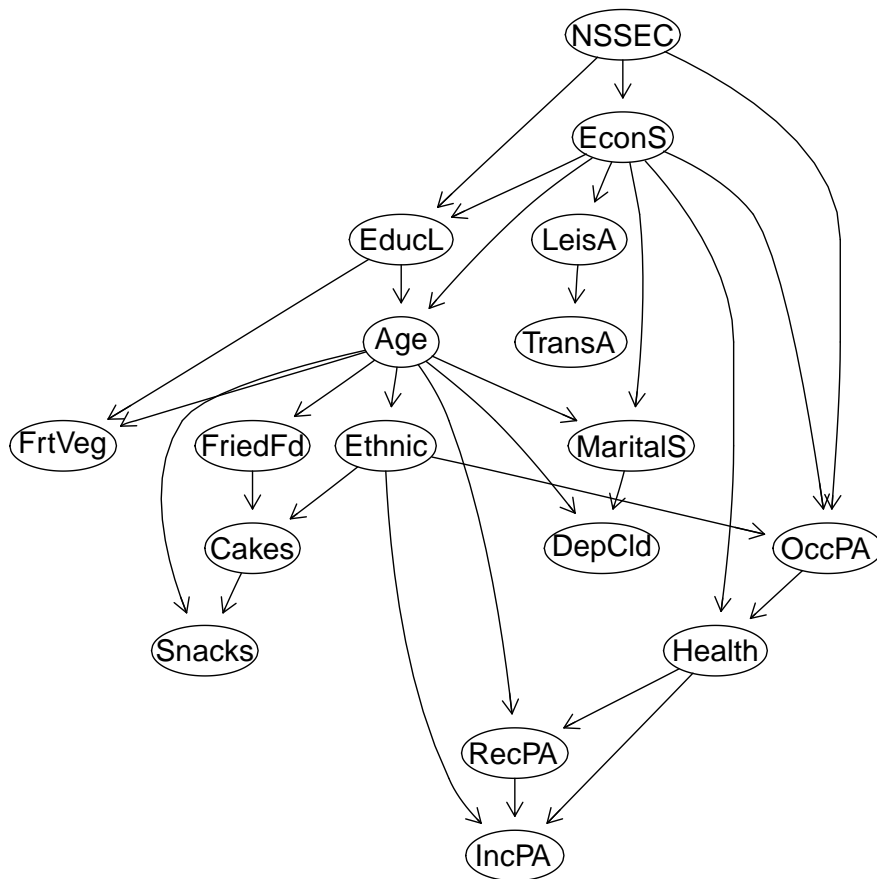 NSSEC
EconS
EducL
LeisA
Age
TransA
FrtVeg
FriedFd
Ethnic
MaritalS
Cakes
DepCld
OccPA
Snacks
Health
RecPA
IncPA